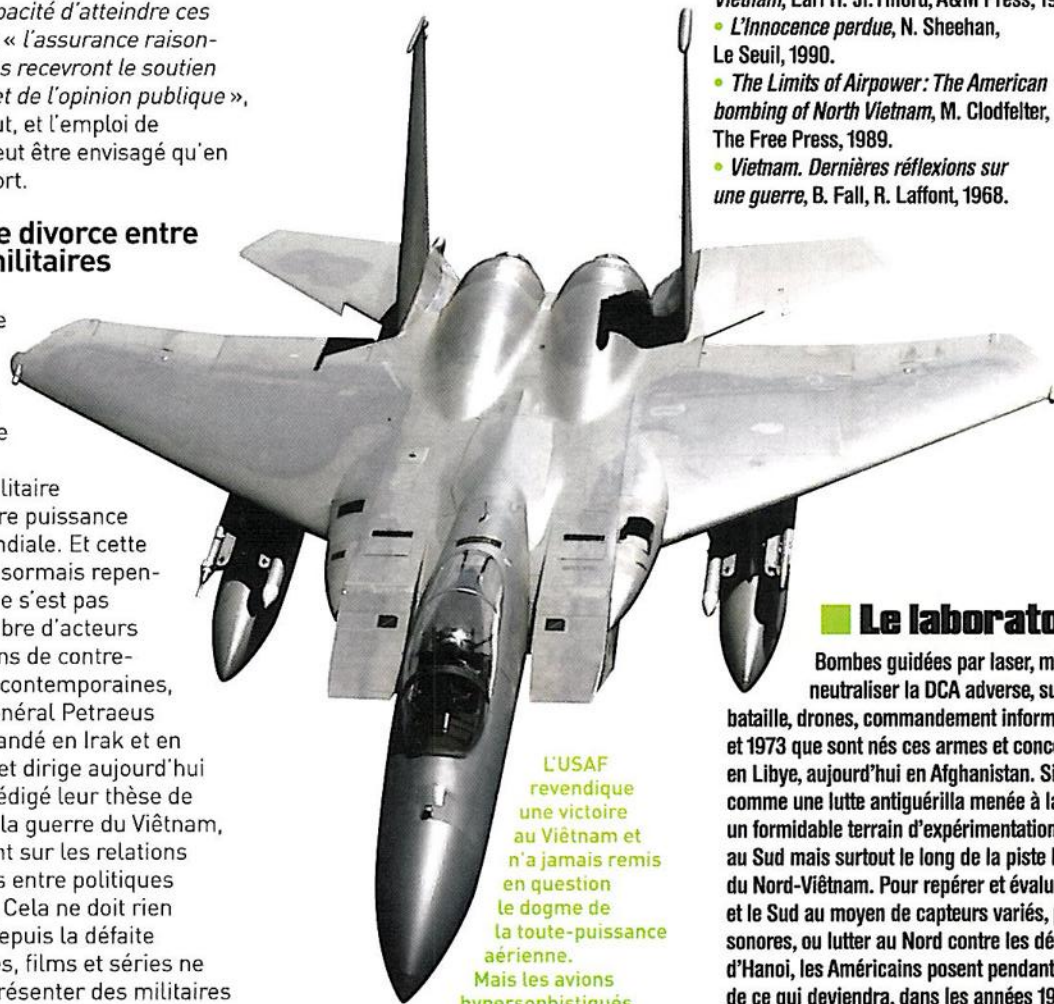 pacité d'atteindre ces
« l'assurance raison-
s recevront le soutien
et de l'opinion publique »,
ut, et l'emploi de
eut être envisagé qu'en
ort.
e divorce entre
nilitaires
e
e
litaire
re puissance
ndiale. Et cette
sormais repen-
e s'est pas
bre d'acteurs
ns de contre-
contemporaines,
néral Petraeus
andé en Irak et en
et dirige aujourd'hui
édigé leur thèse de
la guerre du Viêtnam,
nt sur les relations
s entre politiques
Cela ne doit rien
epuis la défaite
es, films et séries ne
résenter des militaires
Vietnam, Earl H. Jr. Tilford, A&M Press, 19
• L'Innocence perdue, N. Sheehan,
Le Seuil, 1990.
• The Limits of Airpower: The American
bombing of North Vietnam, M. Clodfelter,
The Free Press, 1989.
• Vietnam. Dernières réflexions sur
une guerre, B. Fall, R. Laffont, 1968.
L'USAF
revendique
une victoire
au Viêtnam et
n'a jamais remis
en question
le dogme de
la toute-puissance
aérienne.
Mais les avions
hypersophistiqués
Le laborato
Bombes guidées par laser, m
neutraliser la DCA adverse, su
bataille, drones, commandement inform
et 1973 que sont nés ces armes et conc
en Libye, aujourd'hui en Afghanistan. Si
comme une lutte antiguérilla menée à la
un formidable terrain d'expérimentation
au Sud mais surtout le long de la piste
du Nord-Viêtnam. Pour repérer et évalu
et le Sud au moyen de capteurs variés,
sonores, ou lutter au Nord contre les dé
d'Hanoi, les Américains posent pendant
de ce qui deviendra, dans les années 19